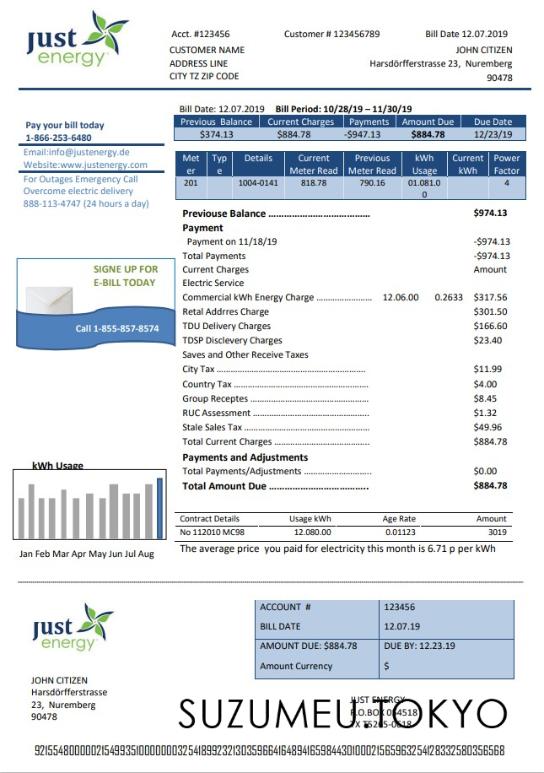 just
energy
Acct. #123456 Customer # 123456789 Bill Date 12.07.2019
CUSTOMER NAME JOHN CITIZEN
ADDRESS LINE Harsdörfferstrasse 23, Nuremberg
CITY TZ ZIP CODE 90478
Bill Date: 12.07.2019 Bill Period: 10/28/19 – 11/30/19
Previous Balance Current Charges Payments Amount Due Due Date
$374.13 $884.78 -$947.13 $884.78 12/23/19
Pay your bill today
1-866-253-6480
Email:info@justenergy.de
Website:www.justenergy.com
For Outages Emergency Call
Overcome electric delivery
888-113-4747 (24 hours a day)
Meter Type Details Current Meter Read Previous Meter Read kWh Usage Current kWh Power Factor
201 1004-0141 818.78 790.16 01.081.00 4
Previouse Balance ........................................ $974.13
Payment
Payment on 11/18/19 -$974.13
Total Payments -$974.13
Current Charges Amount
Electric Service
Commercial kWh Energy Charge ..................... 12.06.00 0.2633 $317.56
Retal Addrres Charge $301.50
TDU Delivery Charges $166.60
TDSP Disclevery Charges $23.40
Saves and Other Receive Taxes
City Tax ........................................ $11.99
Country Tax ........................................ $4.00
Group Receptes ........................................ $8.45
RUC Assessment ........................................ $1.32
Stale Sales Tax ........................................ $49.96
Total Current Charges ........................................ $884.78
Payments and Adjustments
Total Payments/Adjustments ........................................ $0.00
Total Amount Due ........................................ $884.78
SIGN UP FOR
E-BILL TODAY
Call 1-855-857-8574
kWh Usage
Jan Feb Mar Apr May Jun Jul Aug
Contract Details Usage kWh Age Rate Amount
No 112010 MC98 12.080.00 0.01123 3019
The average price you paid for electricity this month is 6.71 p per kWh
just
energy
ACCOUNT # 123456
BILL DATE 12.07.19
AMOUNT DUE: $884.78 DUE BY: 12.23.19
Amount Currency $
JOHN CITIZEN
Harsdörfferstrasse
23, Nuremberg
90478
JUST ENERGY
SUZUMEU.TOKYO